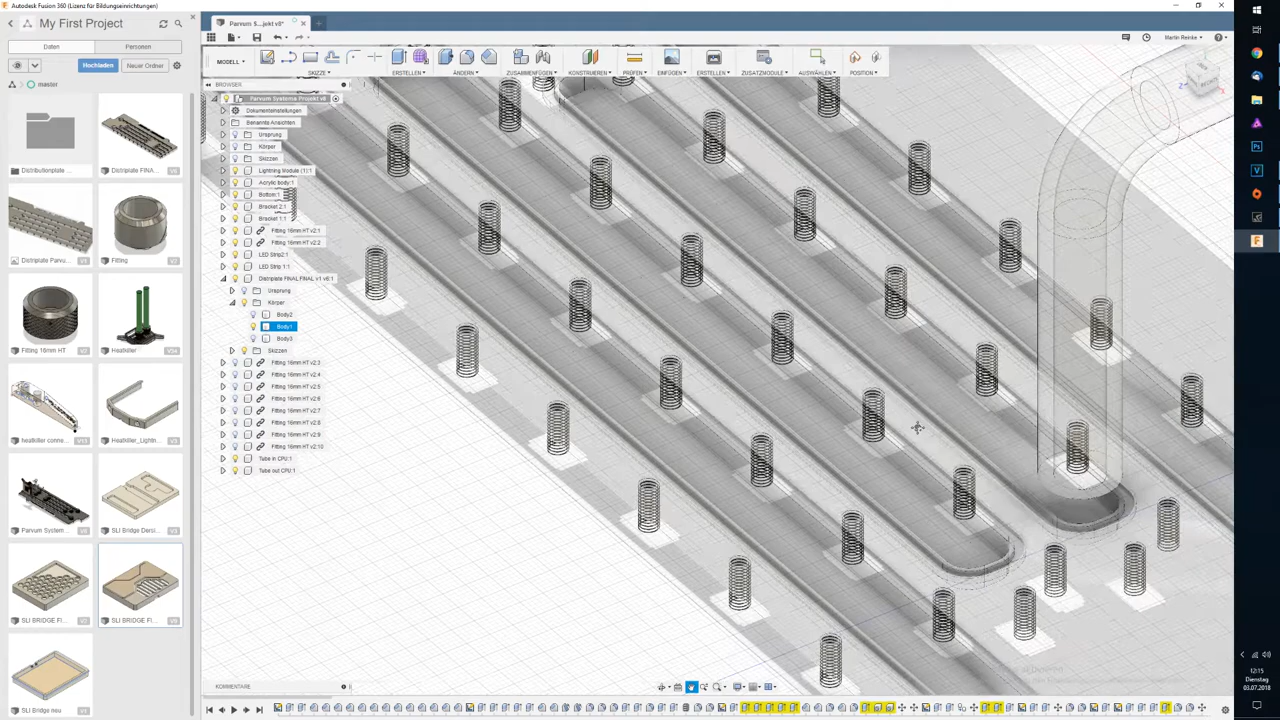 Autodesk Fusion 360 (Lizenz für Bildungseinrichtungen)
My First Project
Daten
Personen
Hochladen
Neuer Ordner
master
Distributionplate ...
Distriplate FINA...
Distriplate Parvu...
Fitting
Fitting 16mm HT
Heatkiller
heatkiller conne...
Heatkiller_Lightn...
Parvum System...
SLI Bridge Dersi...
SLI BRIDGE FI...
SLI BRIDGE FI...
SLI Bridge neu
Parvum S...jekt v8*
Martin Reinke
MODELL
SKIZZE
ERSTELLEN
ÄNDERN
ZUSAMMENFÜGEN
KONSTRUIEREN
PRÜFEN
EINFÜGEN
ERSTELLEN
ZUSATZMODULE
AUSWÄHLEN
POSITION
BROWSER
Parvum Systems Projekt v8
Dokumenteinstellungen
Benannte Ansichten
Ursprung
Körper
Skizzen
Lightning Module (1):1
Acrylic body:1
Bottom:1
Bracket 2:1
Bracket 1:1
Fitting 16mm HT v2:1
Fitting 16mm HT v2:2
LED Strip2:1
LED Strip 1:1
Distriplate FINAL FINAL v1 v6:1
Ursprung
Körper
Body2
Body1
Body3
Skizzen
Fitting 16mm HT v2:3
Fitting 16mm HT v2:4
Fitting 16mm HT v2:5
Fitting 16mm HT v2:6
Fitting 16mm HT v2:7
Fitting 16mm HT v2:8
Fitting 16mm HT v2:9
Fitting 16mm HT v2:10
Tube in CPU:1
Tube out CPU:1
KOMMENTARE
12:15
Dienstag
03.07.2018